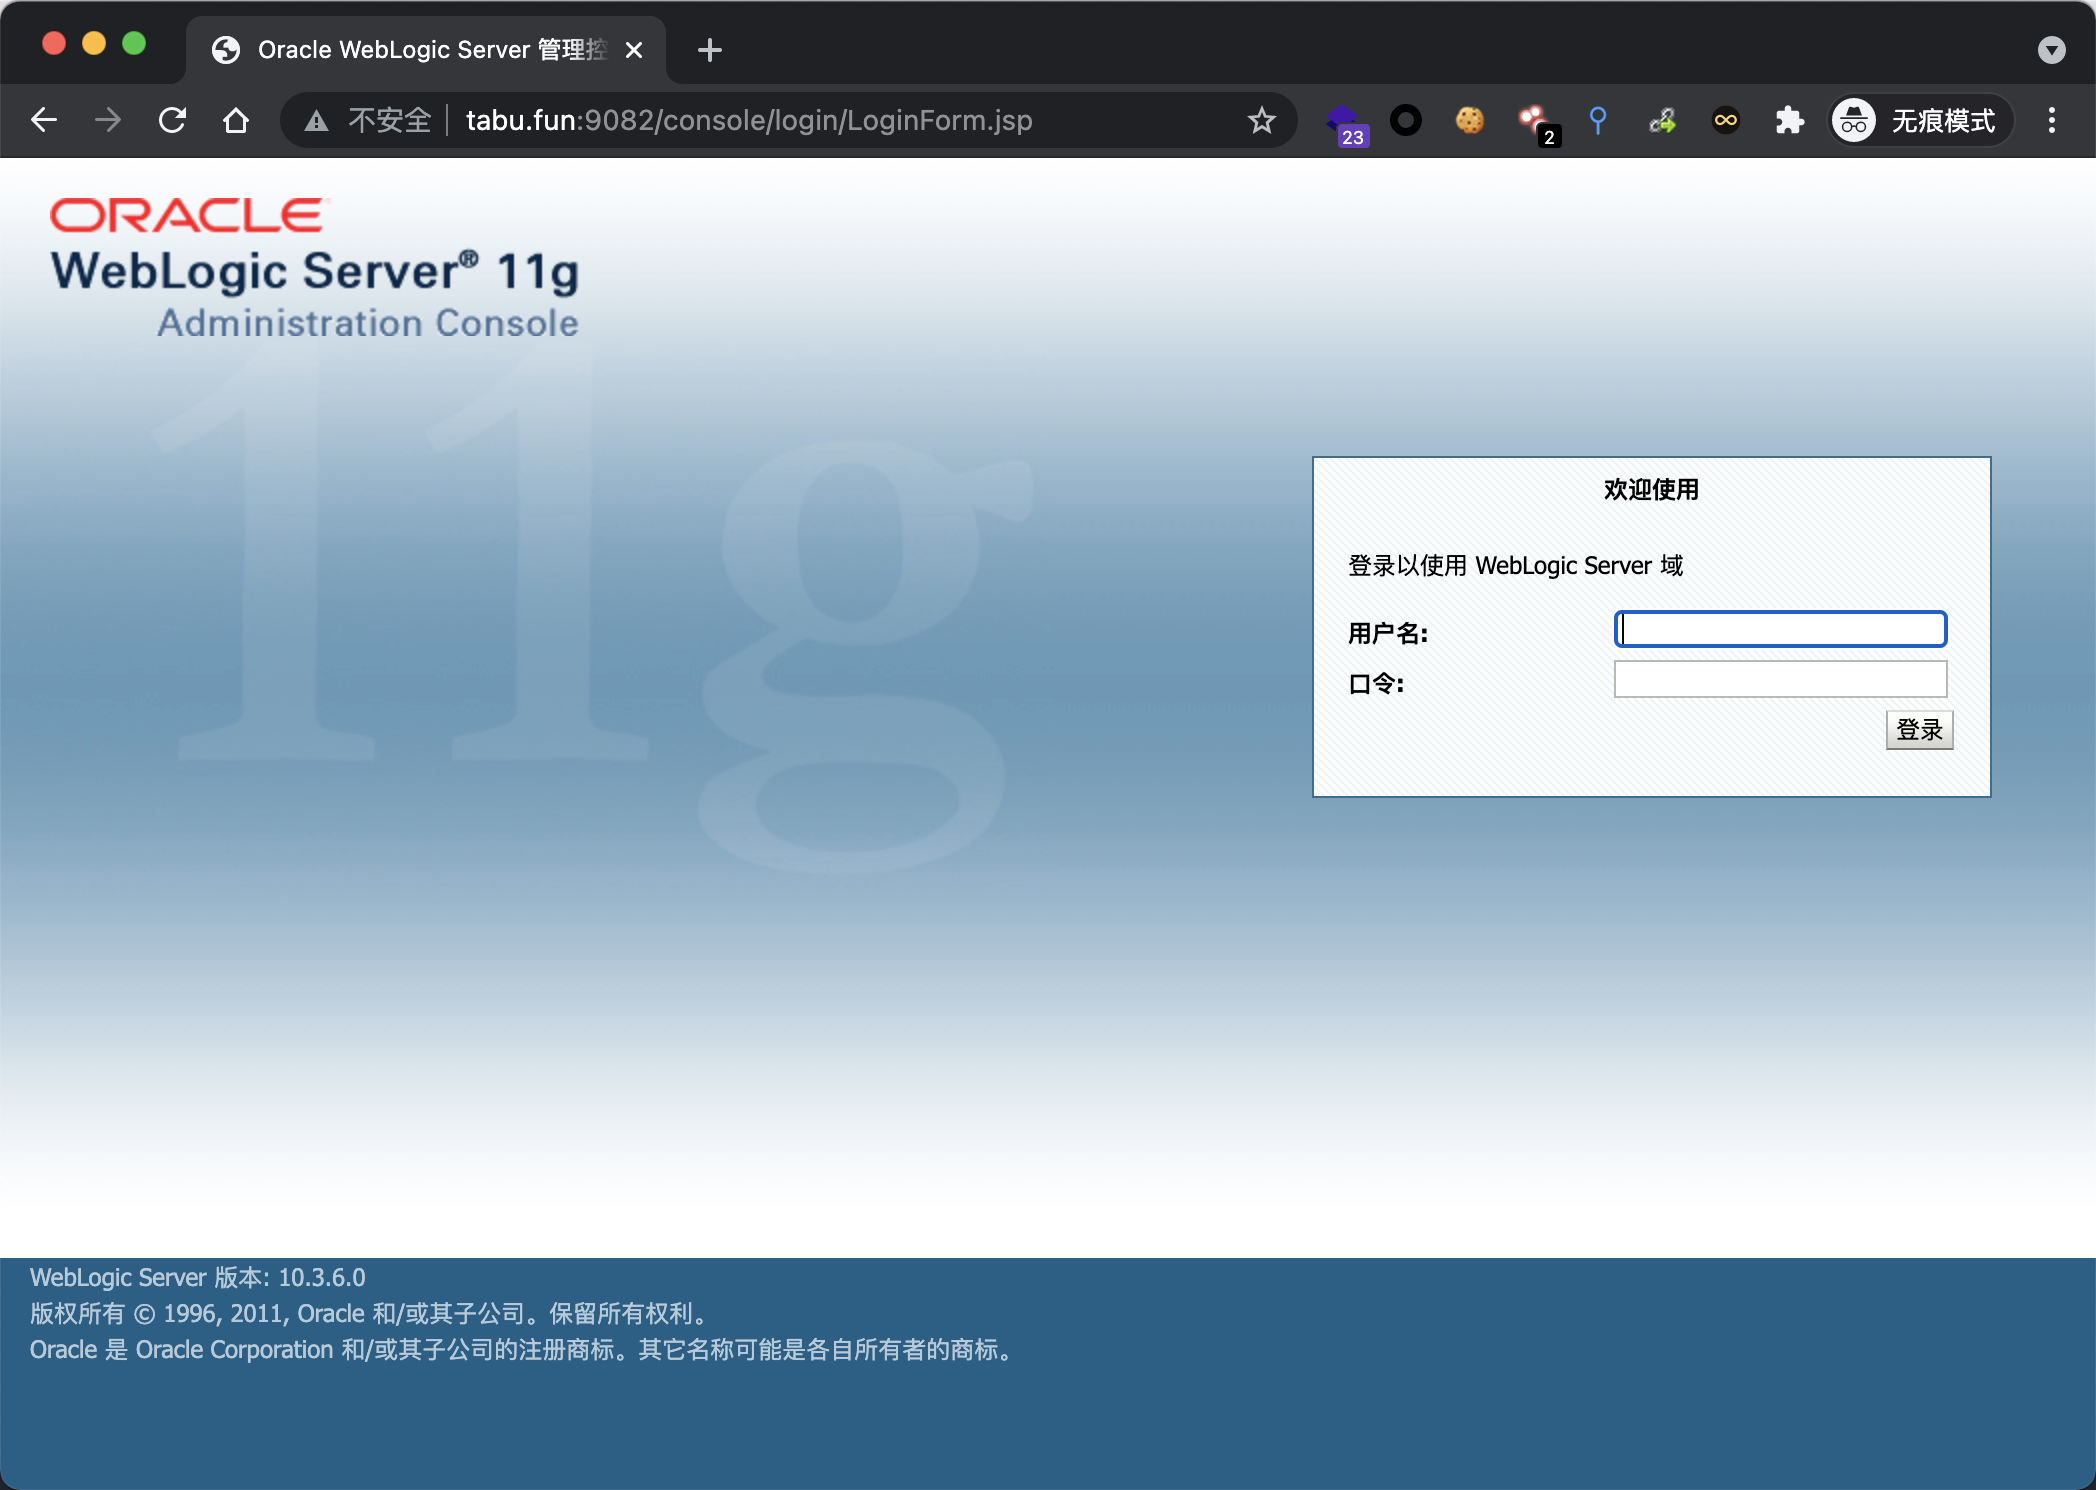 Oracle WebLogic Server 管理控
不安全 tabu.fun:9082/console/login/LoginForm.jsp
23
2
无痕模式
ORACLE
WebLogic Server® 11g
Administration Console
11g
欢迎使用
登录以使用 WebLogic Server 域
用户名:
口令:
登录
WebLogic Server 版本: 10.3.6.0
版权所有 © 1996, 2011, Oracle 和/或其子公司。保留所有权利。
Oracle 是 Oracle Corporation 和/或其子公司的注册商标。其它名称可能是各自所有者的商标。